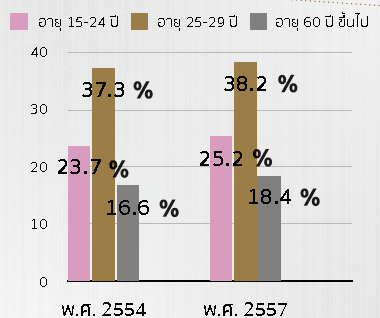 อายุ 15-24 ปี อายุ 25-29 ปี อายุ 60 ปี ขึ้นไป
40
37.3 % 38.2 %
30
23.7 % 25.2 %
20
16.6 % 18.4 %
10
0
พ.ศ. 2554 พ.ศ. 2557